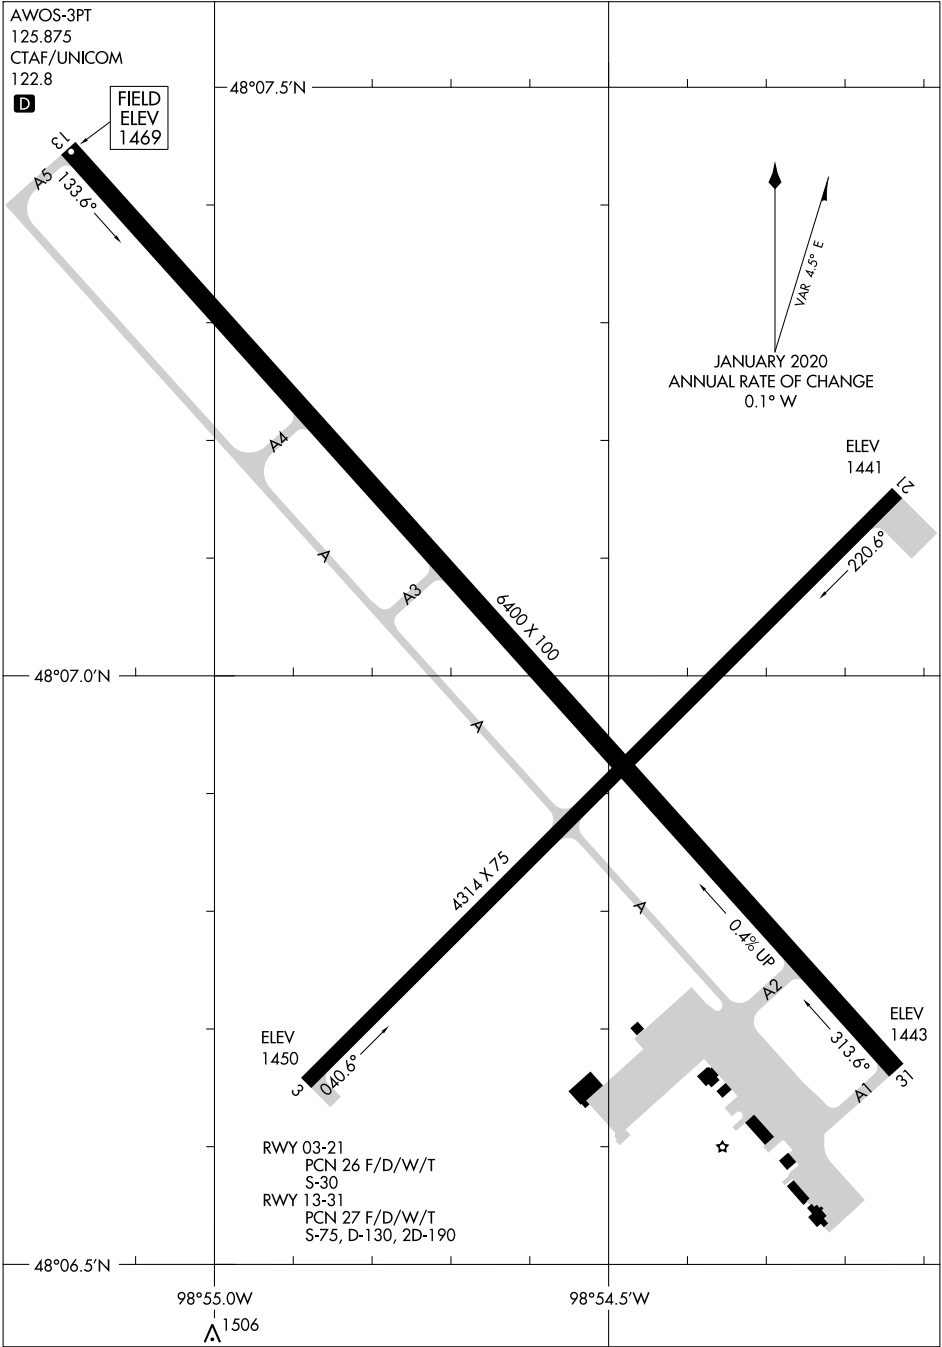 AWOS-3PT
125.875
CTAF/UNICOM
122.8
D
FIELD
ELEV
1469
48°07.5'N
13
A5
133.6°
VAR 4.5° E
JANUARY 2020
ANNUAL RATE OF CHANGE
0.1° W
A4
ELEV
1441
21
220.6°
A
A3
6400 X 100
48°07.0'N
A
4314 X 75
A
0.4% UP
A2
ELEV
1443
313.6°
31
A1
ELEV
1450
040.6°
3
RWY 03-21
PCN 26 F/D/W/T
S-30
RWY 13-31
PCN 27 F/D/W/T
S-75, D-130, 2D-190
48°06.5'N
98°55.0'W
98°54.5'W
1506